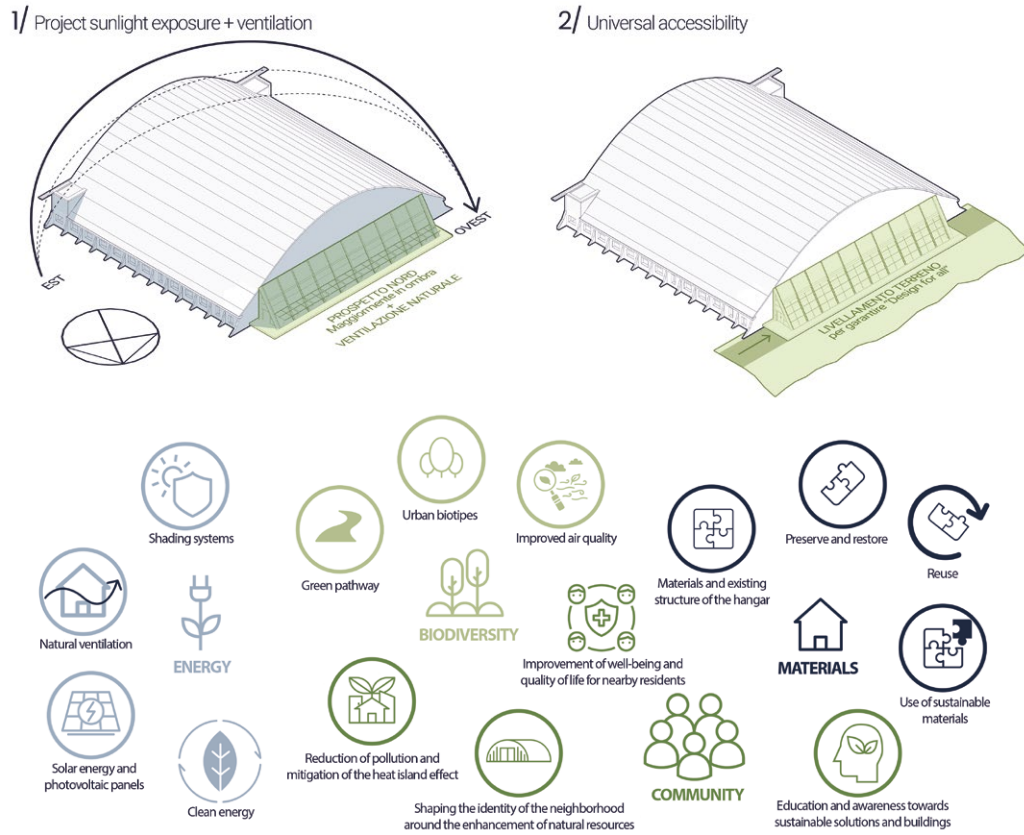 1/ Project sunlight exposure + ventilation
2/ Universal accessibility
EST
OVEST
PROSPETTO NORD
Maggiormente in ombra
+
VENTILAZIONE NATURALE
LIVELLAMENTO TERRENO
per garantire "Design for all"
Shading systems
Natural ventilation
ENERGY
Solar energy and
photovoltaic panels
Clean energy
Urban biotipes
Green pathway
Improved air quality
BIODIVERSITY
Improvement of well-being and
quality of life for nearby residents
Reduction of pollution and
mitigation of the heat island effect
Shaping the identity of the neighborhood
around the enhancement of natural resources
COMMUNITY
Education and awareness towards
sustainable solutions and buildings
Materials and existing
structure of the hangar
Preserve and restore
Reuse
MATERIALS
Use of sustainable
materials